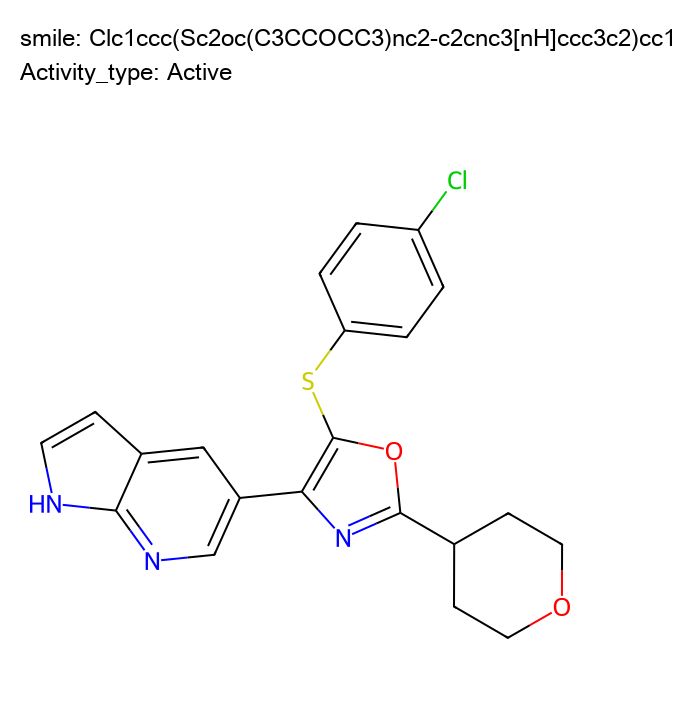 smile: Clc1ccc(Sc2oc(C3CCOCC3)nc2-c2cnc3[nH]ccc3c2)cc1
Activity_type: Active
Cl
S
O
HN
N
N
O